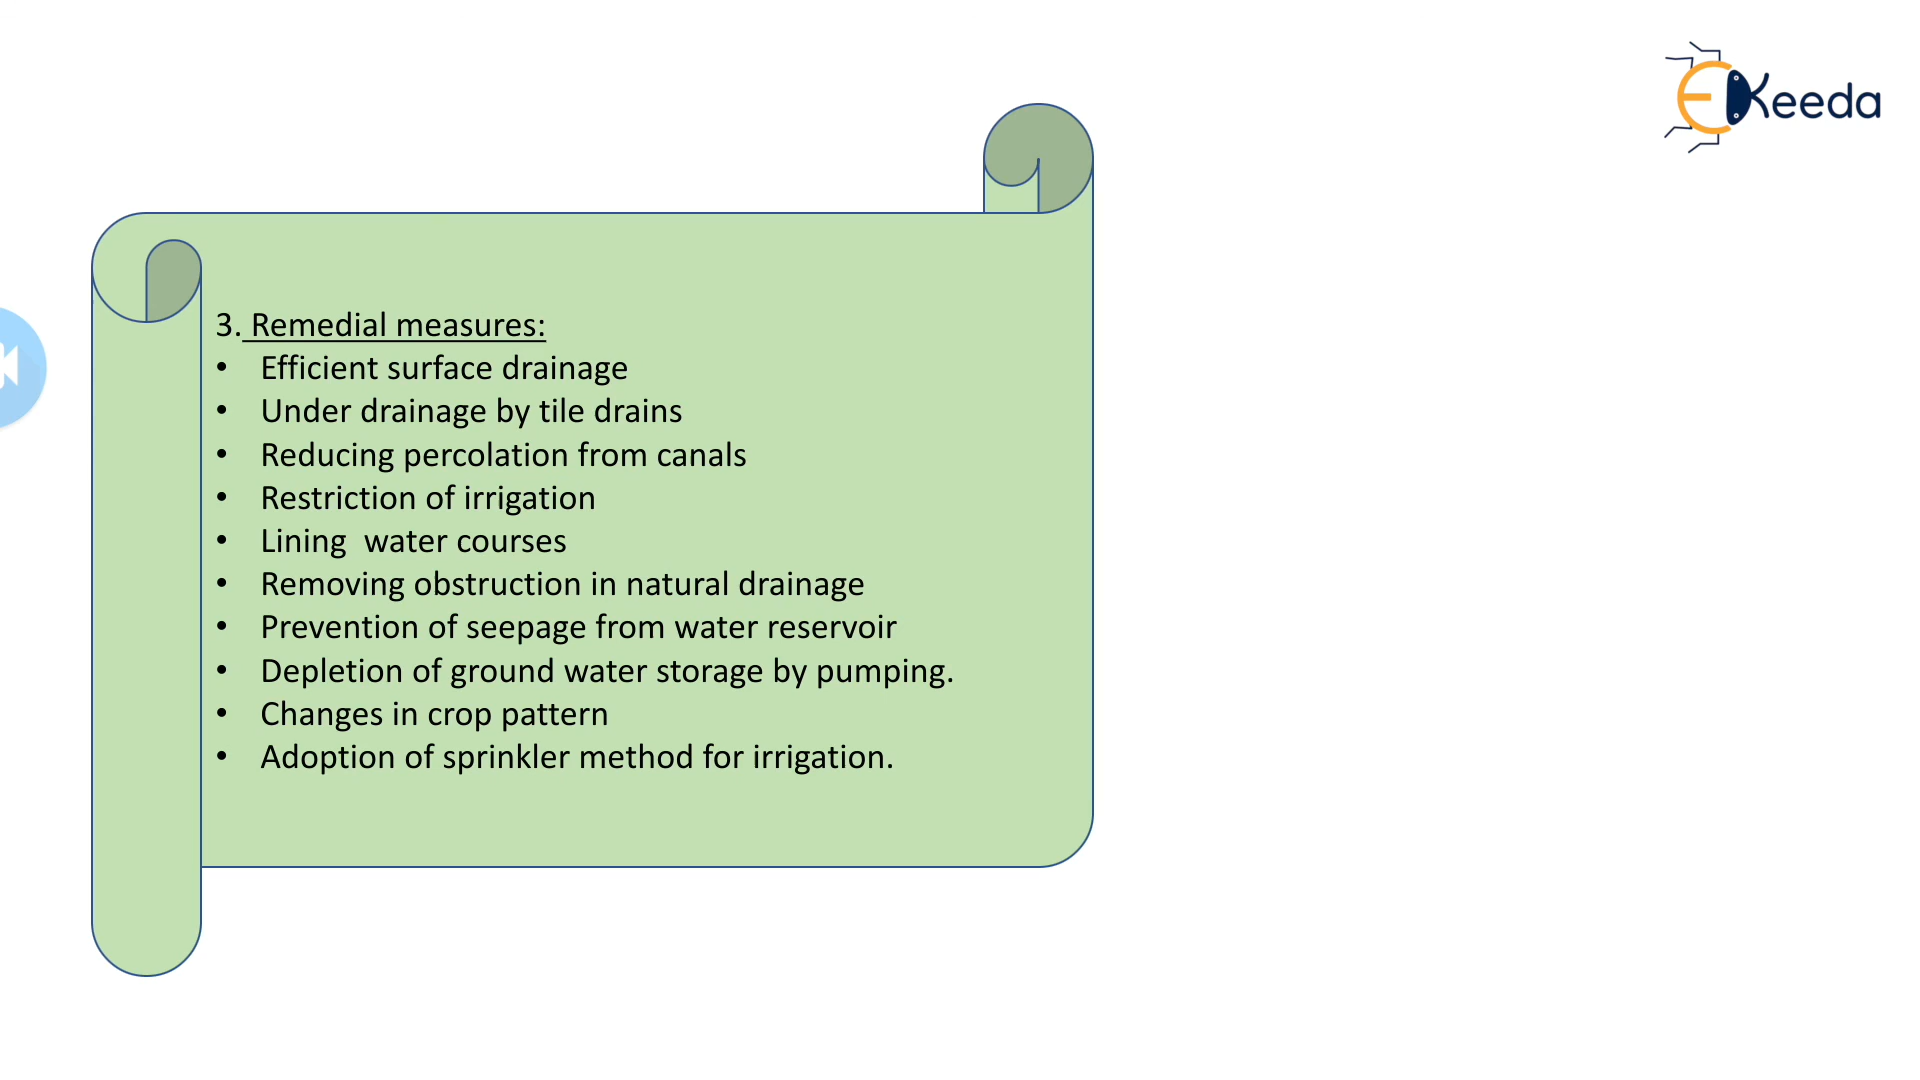 EKeeda
3. Remedial measures:
• Efficient surface drainage
• Under drainage by tile drains
• Reducing percolation from canals
• Restriction of irrigation
• Lining  water courses
• Removing obstruction in natural drainage
• Prevention of seepage from water reservoir
• Depletion of ground water storage by pumping.
• Changes in crop pattern
• Adoption of sprinkler method for irrigation.